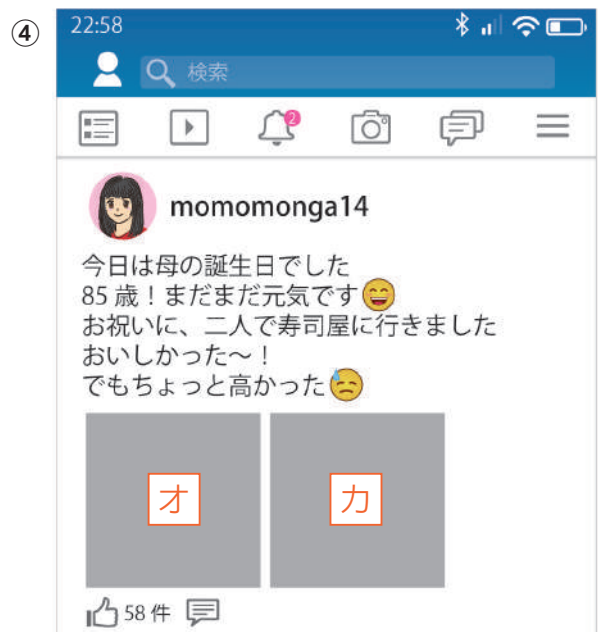 ④
22:58
検索
2
momomonga14
今日は母の誕生日でした
85歳！まだまだ元気です😄
お祝いに、二人で寿司屋に行きました
おいしかった～！
でもちょっと高かった😓
オ
カ
58件